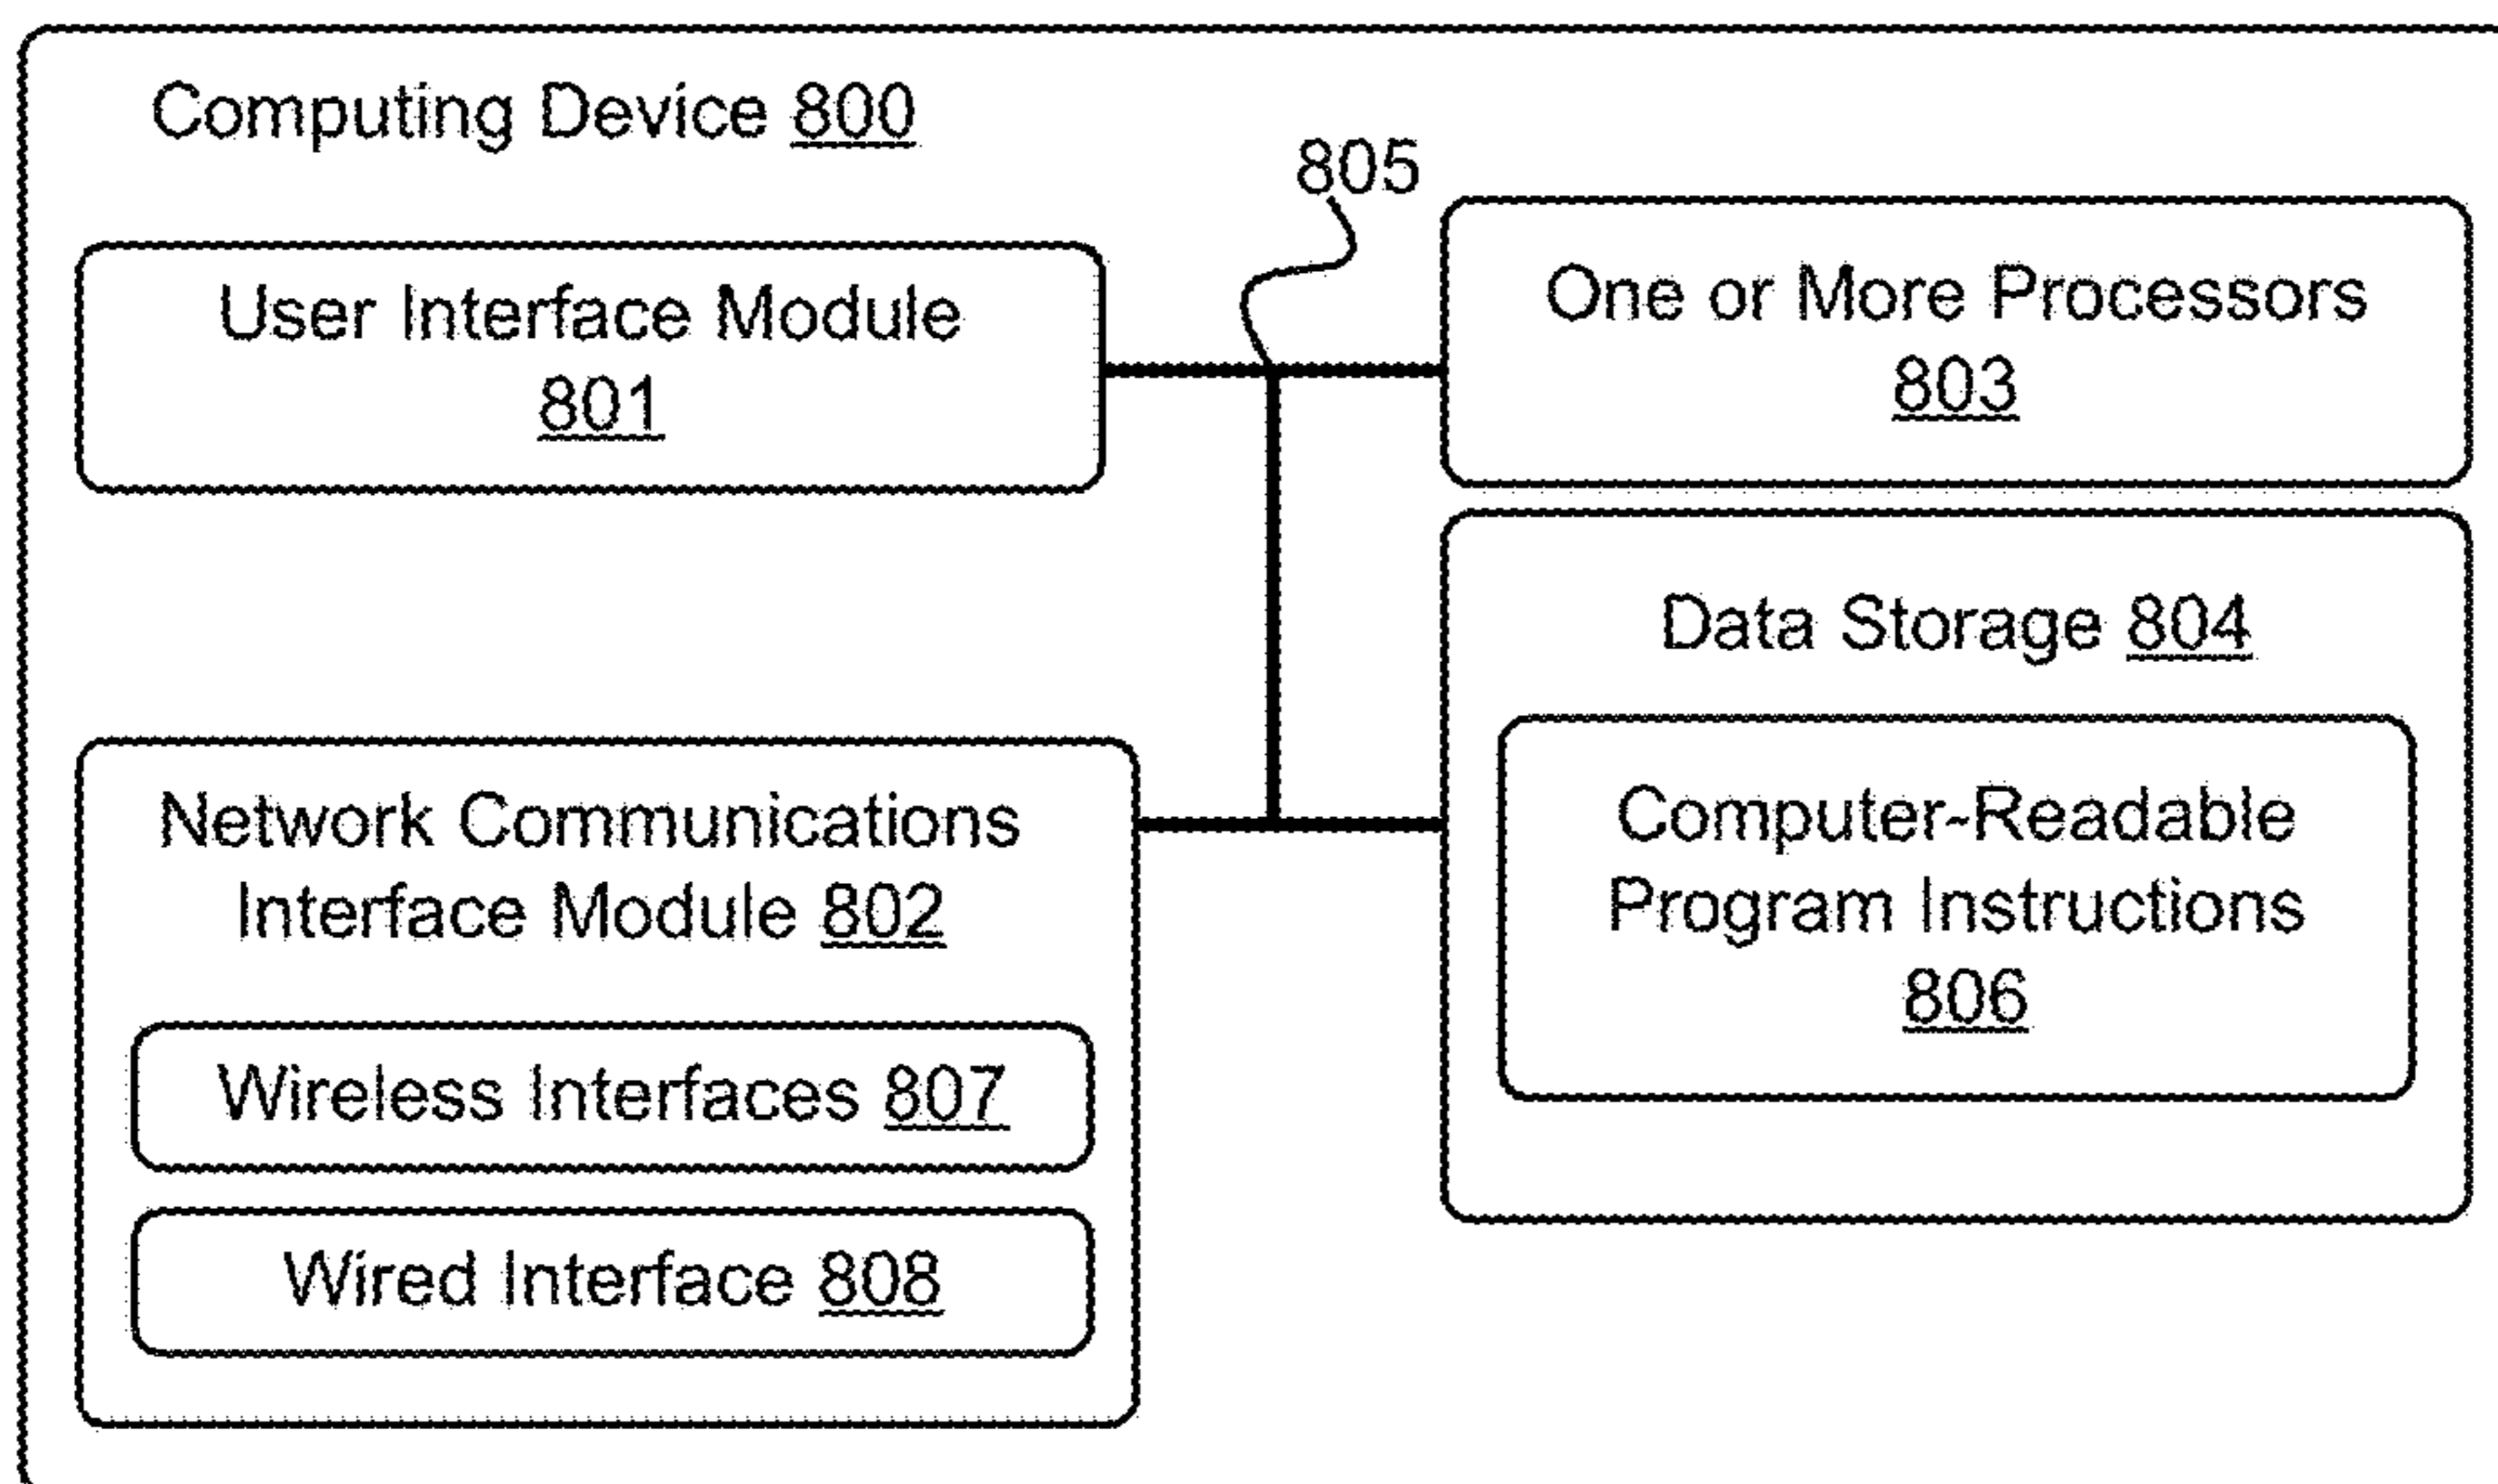 Computing Device 800
805
User Interface Module
801
One or More Processors
803
Data Storage 804
Computer-Readable
Program Instructions
806
Network Communications
Interface Module 802
Wireless Interfaces 807
Wired Interface 808